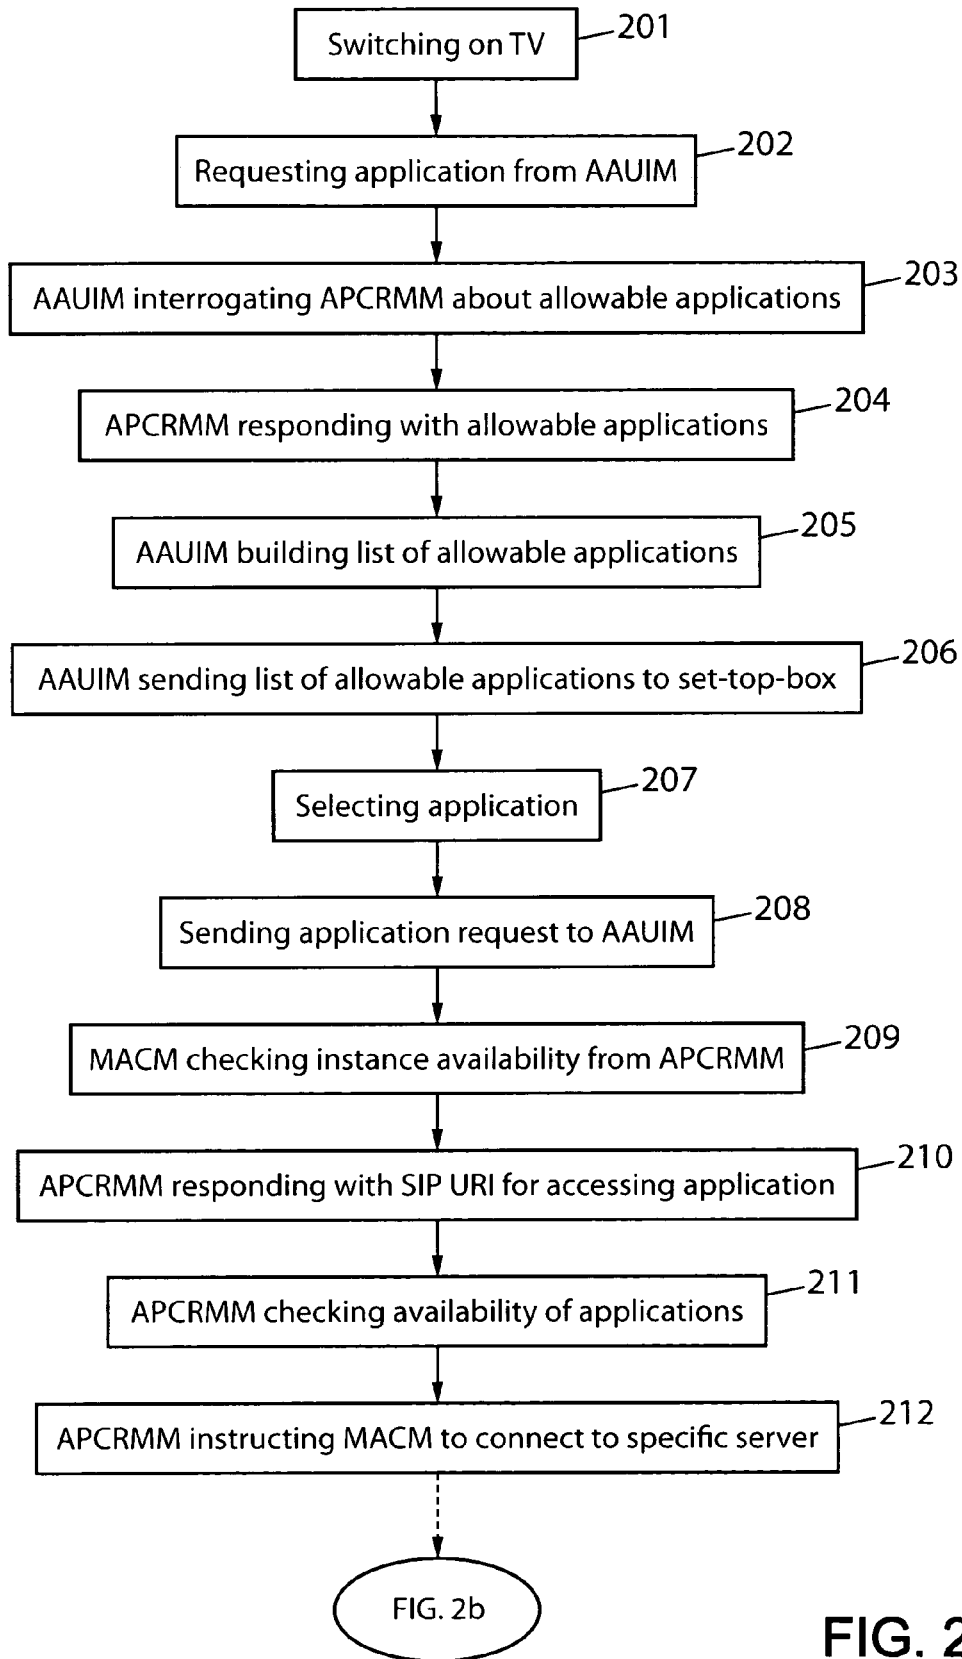 Switching on TV
201
Requesting application from AAUIM
202
AAUIM interrogating APCRMM about allowable applications
203
APCRMM responding with allowable applications
204
AAUIM building list of allowable applications
205
AAUIM sending list of allowable applications to set-top-box
206
Selecting application
207
Sending application request to AAUIM
208
MACM checking instance availability from APCRMM
209
APCRMM responding with SIP URI for accessing application
210
APCRMM checking availability of applications
211
APCRMM instructing MACM to connect to specific server
212
FIG. 2b
FIG. 2